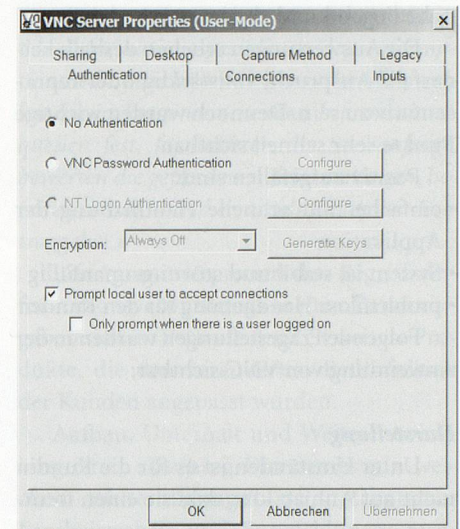 VNC Server Properties (User-Mode)
Sharing Desktop Capture Method Legacy
Authentication Connections Inputs
No Authentication
VNC Password Authentication Configure
NT Logon Authentication Configure
Encryption: Always Off Generate Keys
Prompt local user to accept connections
Only prompt when there is a user logged on
OK Abbrechen Übernehmen